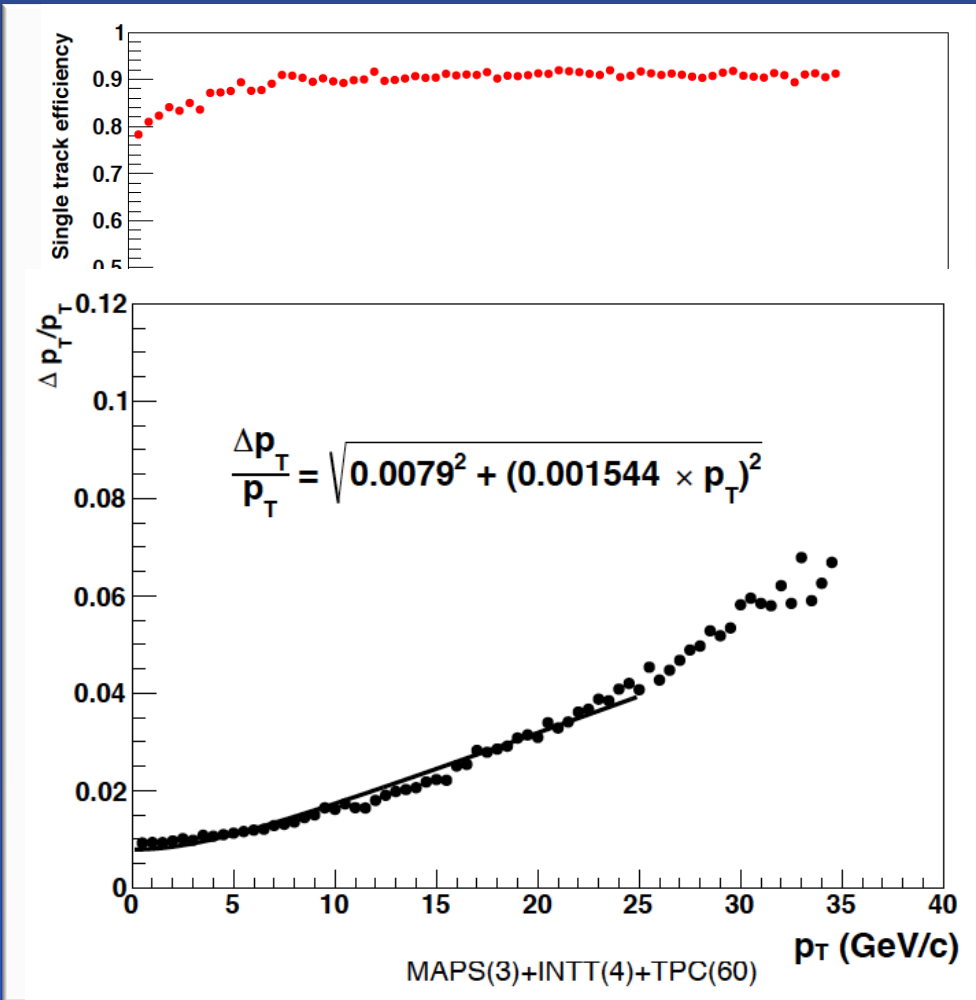 Single track efficiency
1
0.9
0.8
0.7
0.6
0.5
Δ p_T/p_T
0.12
0.1
0.08
0.06
0.04
0.02
0
Δp_T/p_T = √(0.0079² + (0.001544 × p_T)²)
0 5 10 15 20 25 30 35 40
p_T (GeV/c)
MAPS(3)+INTT(4)+TPC(60)